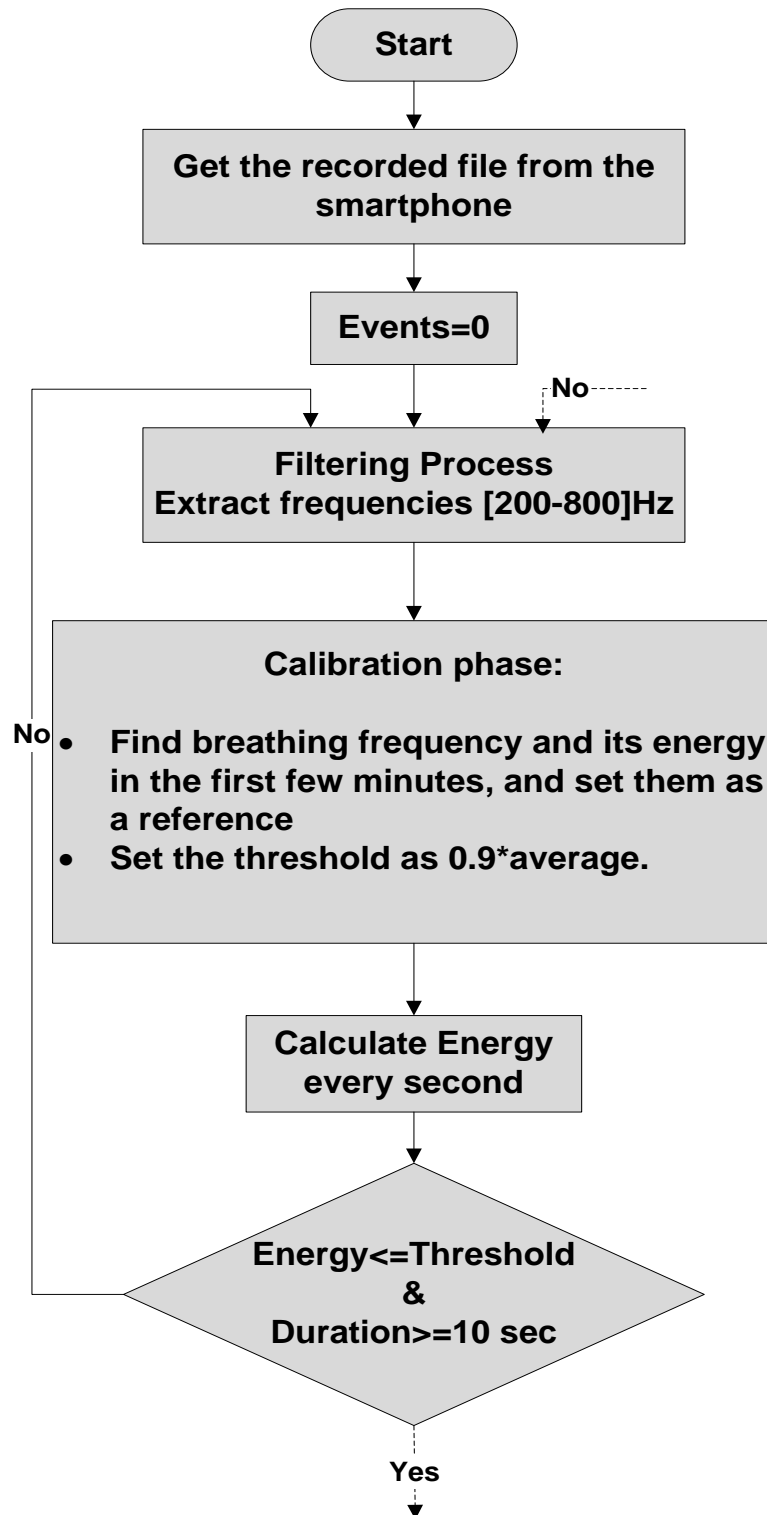 Start
Get the recorded file from the
smartphone
Events=0
No
Filtering Process
Extract frequencies [200-800]Hz
Calibration phase:
No
• Find breathing frequency and its energy
in the first few minutes, and set them as
a reference
• Set the threshold as 0.9*average.
Calculate Energy
every second
Energy<=Threshold
&
Duration>=10 sec
Yes